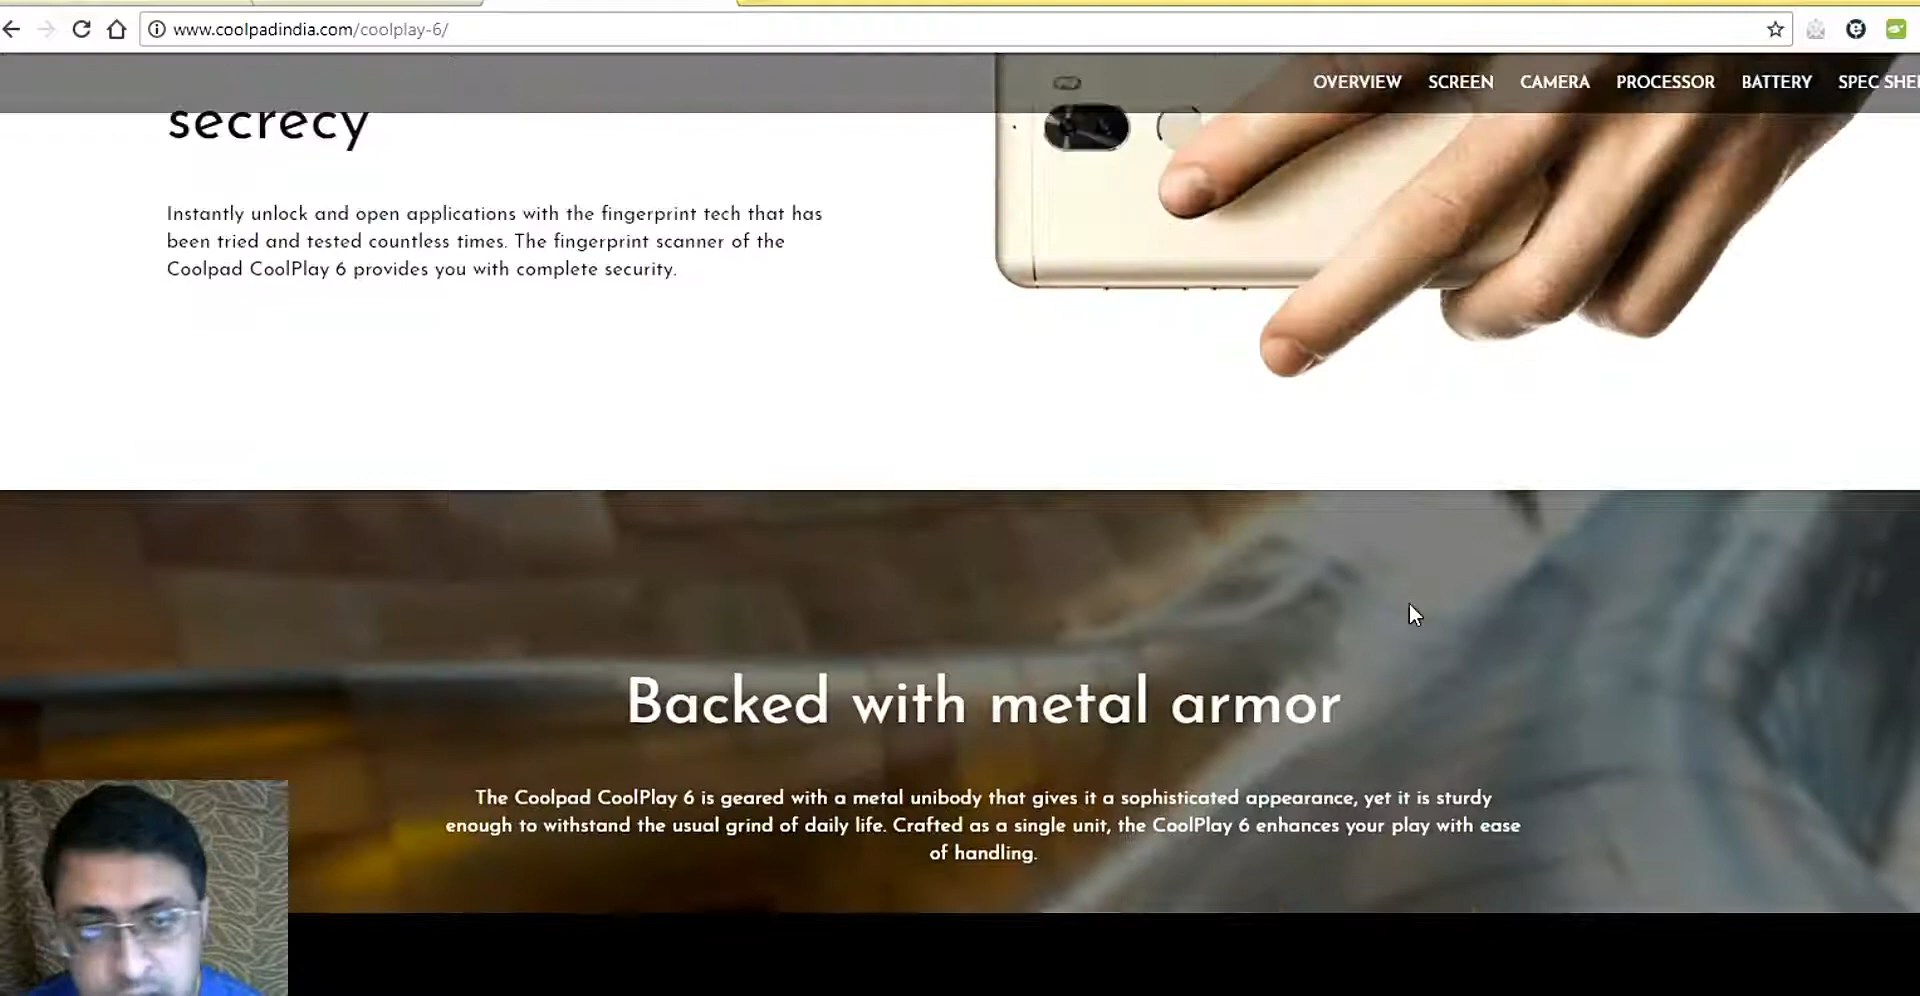 www.coolpadindia.com/coolplay-6/
OVERVIEW SCREEN CAMERA PROCESSOR BATTERY SPEC
secrecy
Instantly unlock and open applications with the fingerprint tech that has
been tried and tested countless times. The fingerprint scanner of the
Coolpad CoolPlay 6 provides you with complete security.
Backed with metal armor
The Coolpad CoolPlay 6 is geared with a metal unibody that gives it a sophisticated appearance, yet it is sturdy
enough to withstand the usual grind of daily life. Crafted as a single unit, the CoolPlay 6 enhances your play with ease
of handling.